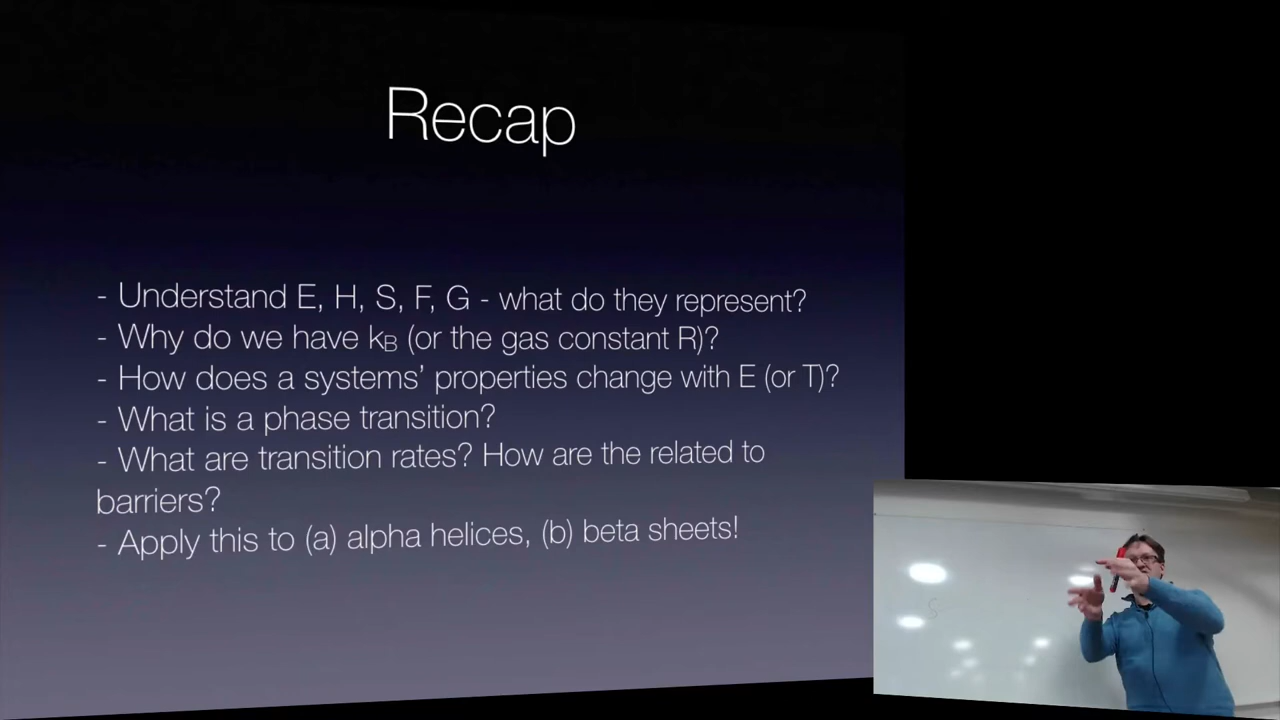 Recap
- Understand E, H, S, F, G - what do they represent?
- Why do we have kB (or the gas constant R)?
- How does a systems’ properties change with E (or T)?
- What is a phase transition?
- What are transition rates? How are the related to
barriers?
- Apply this to (a) alpha helices, (b) beta sheets!